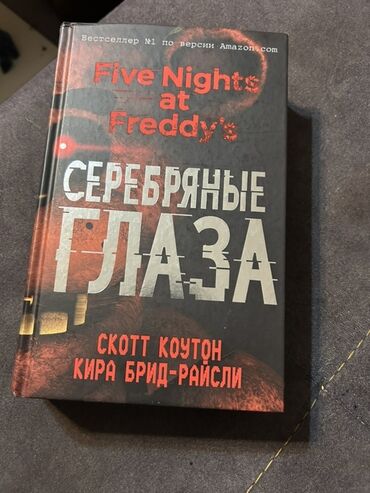 Бестселлер №1 по версии Amazon.com
Five Nights
at
Freddy's
СЕРЕБРЯНЫЕ
ГЛАЗА
СКОТТ КОУТОН
КИРА БРИД-РАЙСЛИ